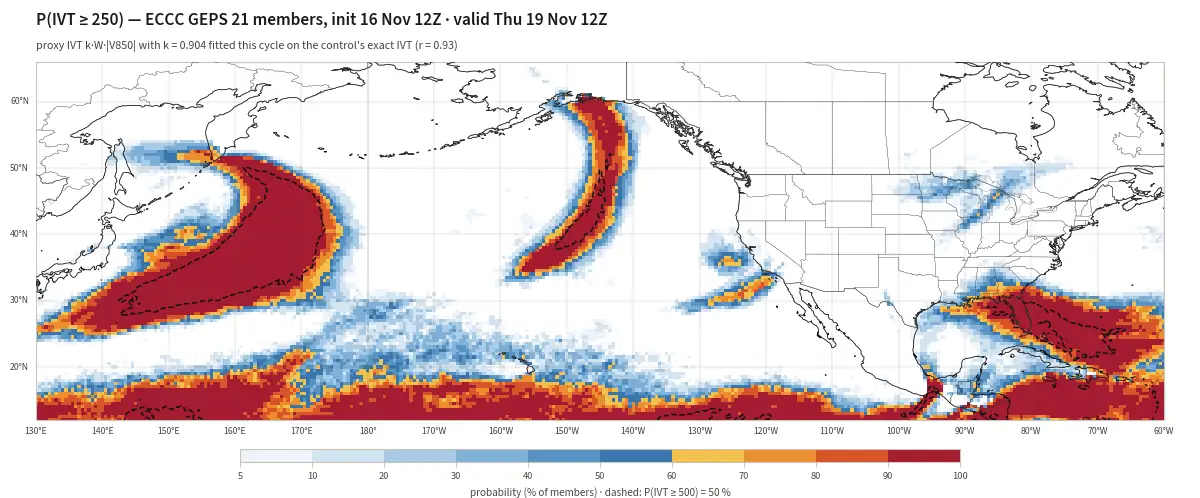 P(IVT ≥ 250) — ECCC GEPS 21 members, init 16 Nov 12Z · valid Thu 19 Nov 12Z
proxy IVT k·W·|V850| with k = 0.904 fitted this cycle on the control's exact IVT (r = 0.93)
60°N
50°N
40°N
30°N
20°N
130°E 140°E 150°E 160°E 170°E 180° 170°W 160°W 150°W 140°W 130°W 120°W 110°W 100°W 90°W 80°W 70°W 60°W
5 10 20 30 40 50 60 70 80 90 100
probability (% of members) · dashed: P(IVT ≥ 500) = 50 %